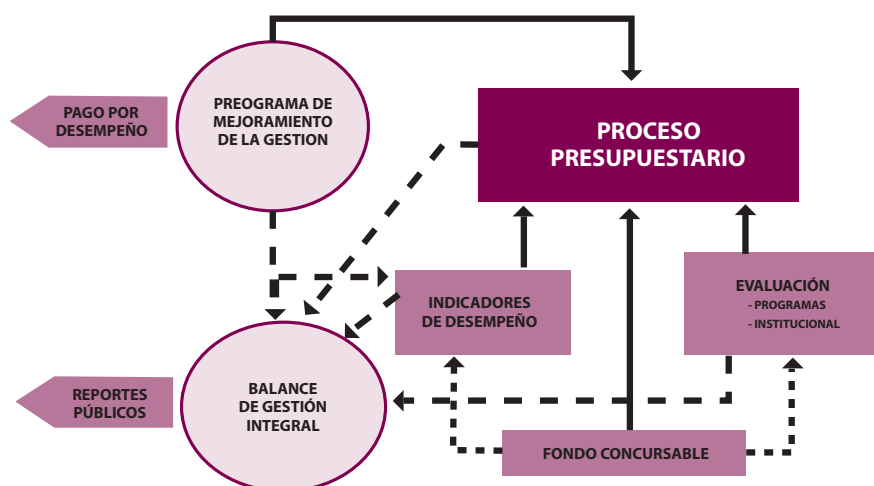 PAGO POR
DESEMPEÑO
PREOGRAMA DE
MEJORAMIENTO
DE LA GESTION
PROCESO
PRESUPUESTARIO
INDICADORES
DE DESEMPEÑO
EVALUACIÓN
- PROGRAMAS
- INSTITUCIONAL
REPORTES
PÚBLICOS
BALANCE
DE GESTIÓN
INTEGRAL
FONDO CONCURSABLE